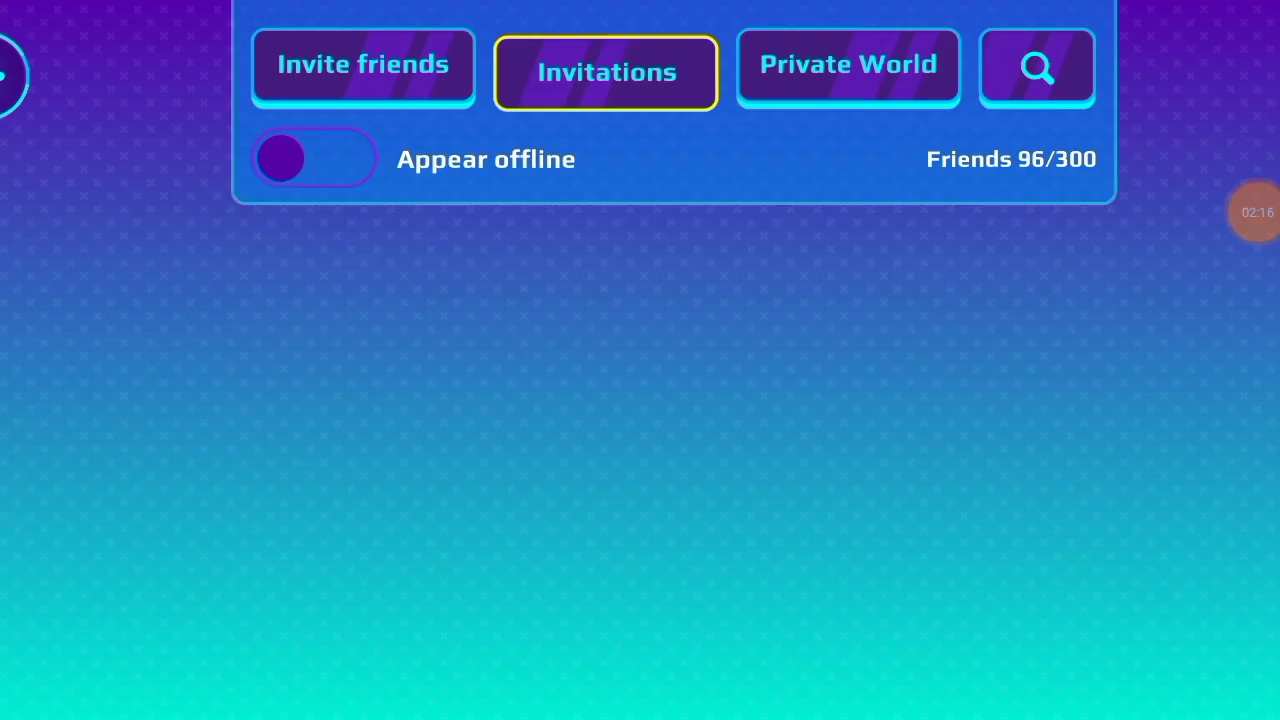 Invite friends
Invitations
Private World
Appear offline
Friends 96/300
02:16